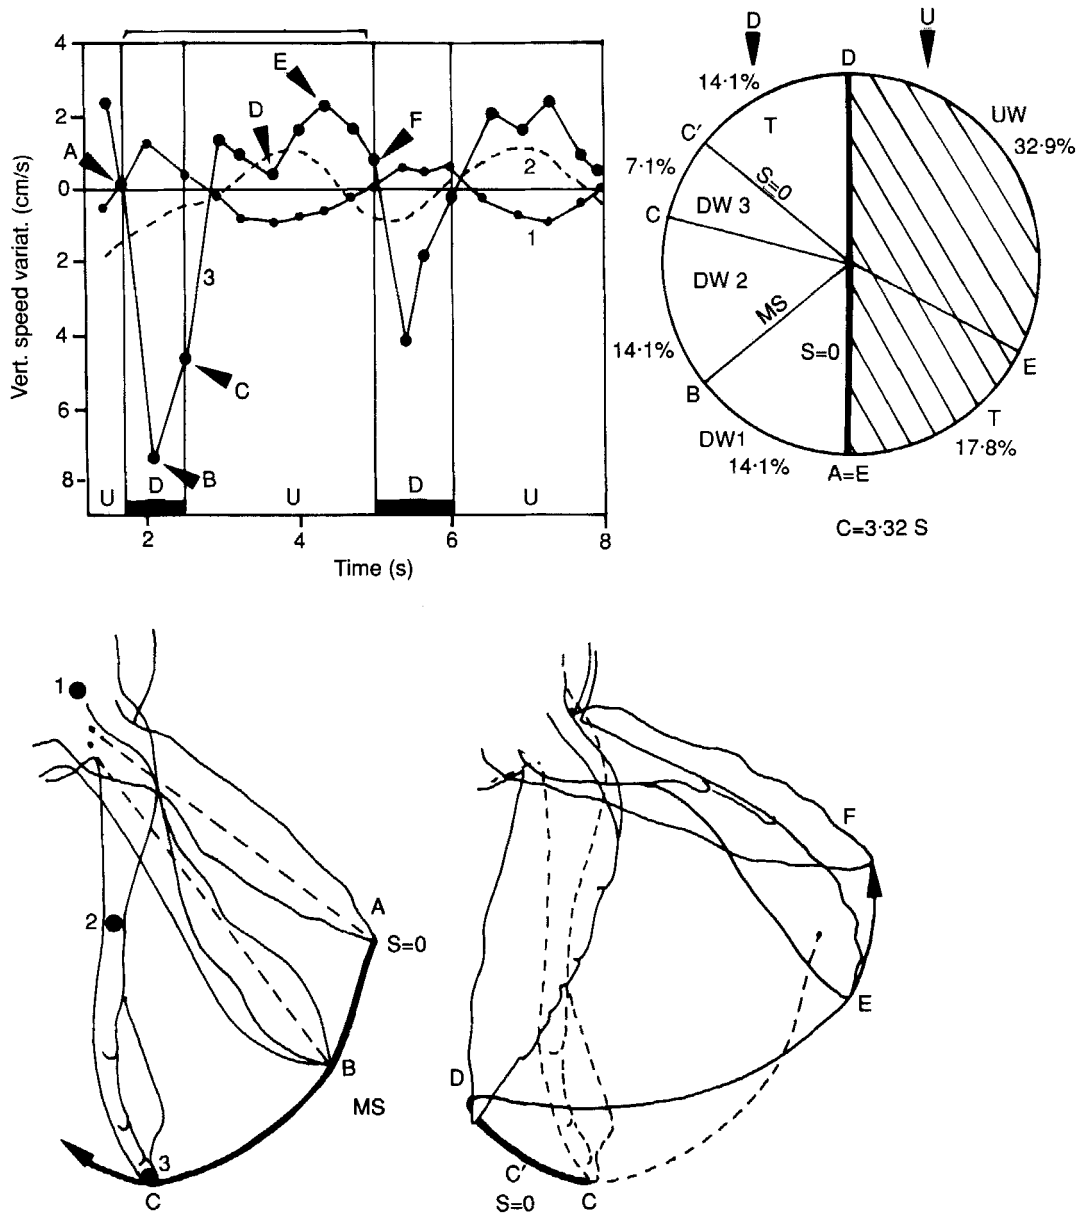 4
2
0
2
4
6
8
Vert. speed variat. (cm/s)
A
B
C
D
E
F
1
2
3
U
D
U
D
U
2
4
6
8
Time (s)
D
U
D
14·1%
C′
T
UW
32·9%
7·1%
S=0
C
DW 3
DW 2
MS
14·1%
S=0
B
E
DW1
T
14·1%
17·8%
A=E
C=3·32 S
1
2
3
A
S=0
B
MS
C
F
E
D
C′
S=0
C